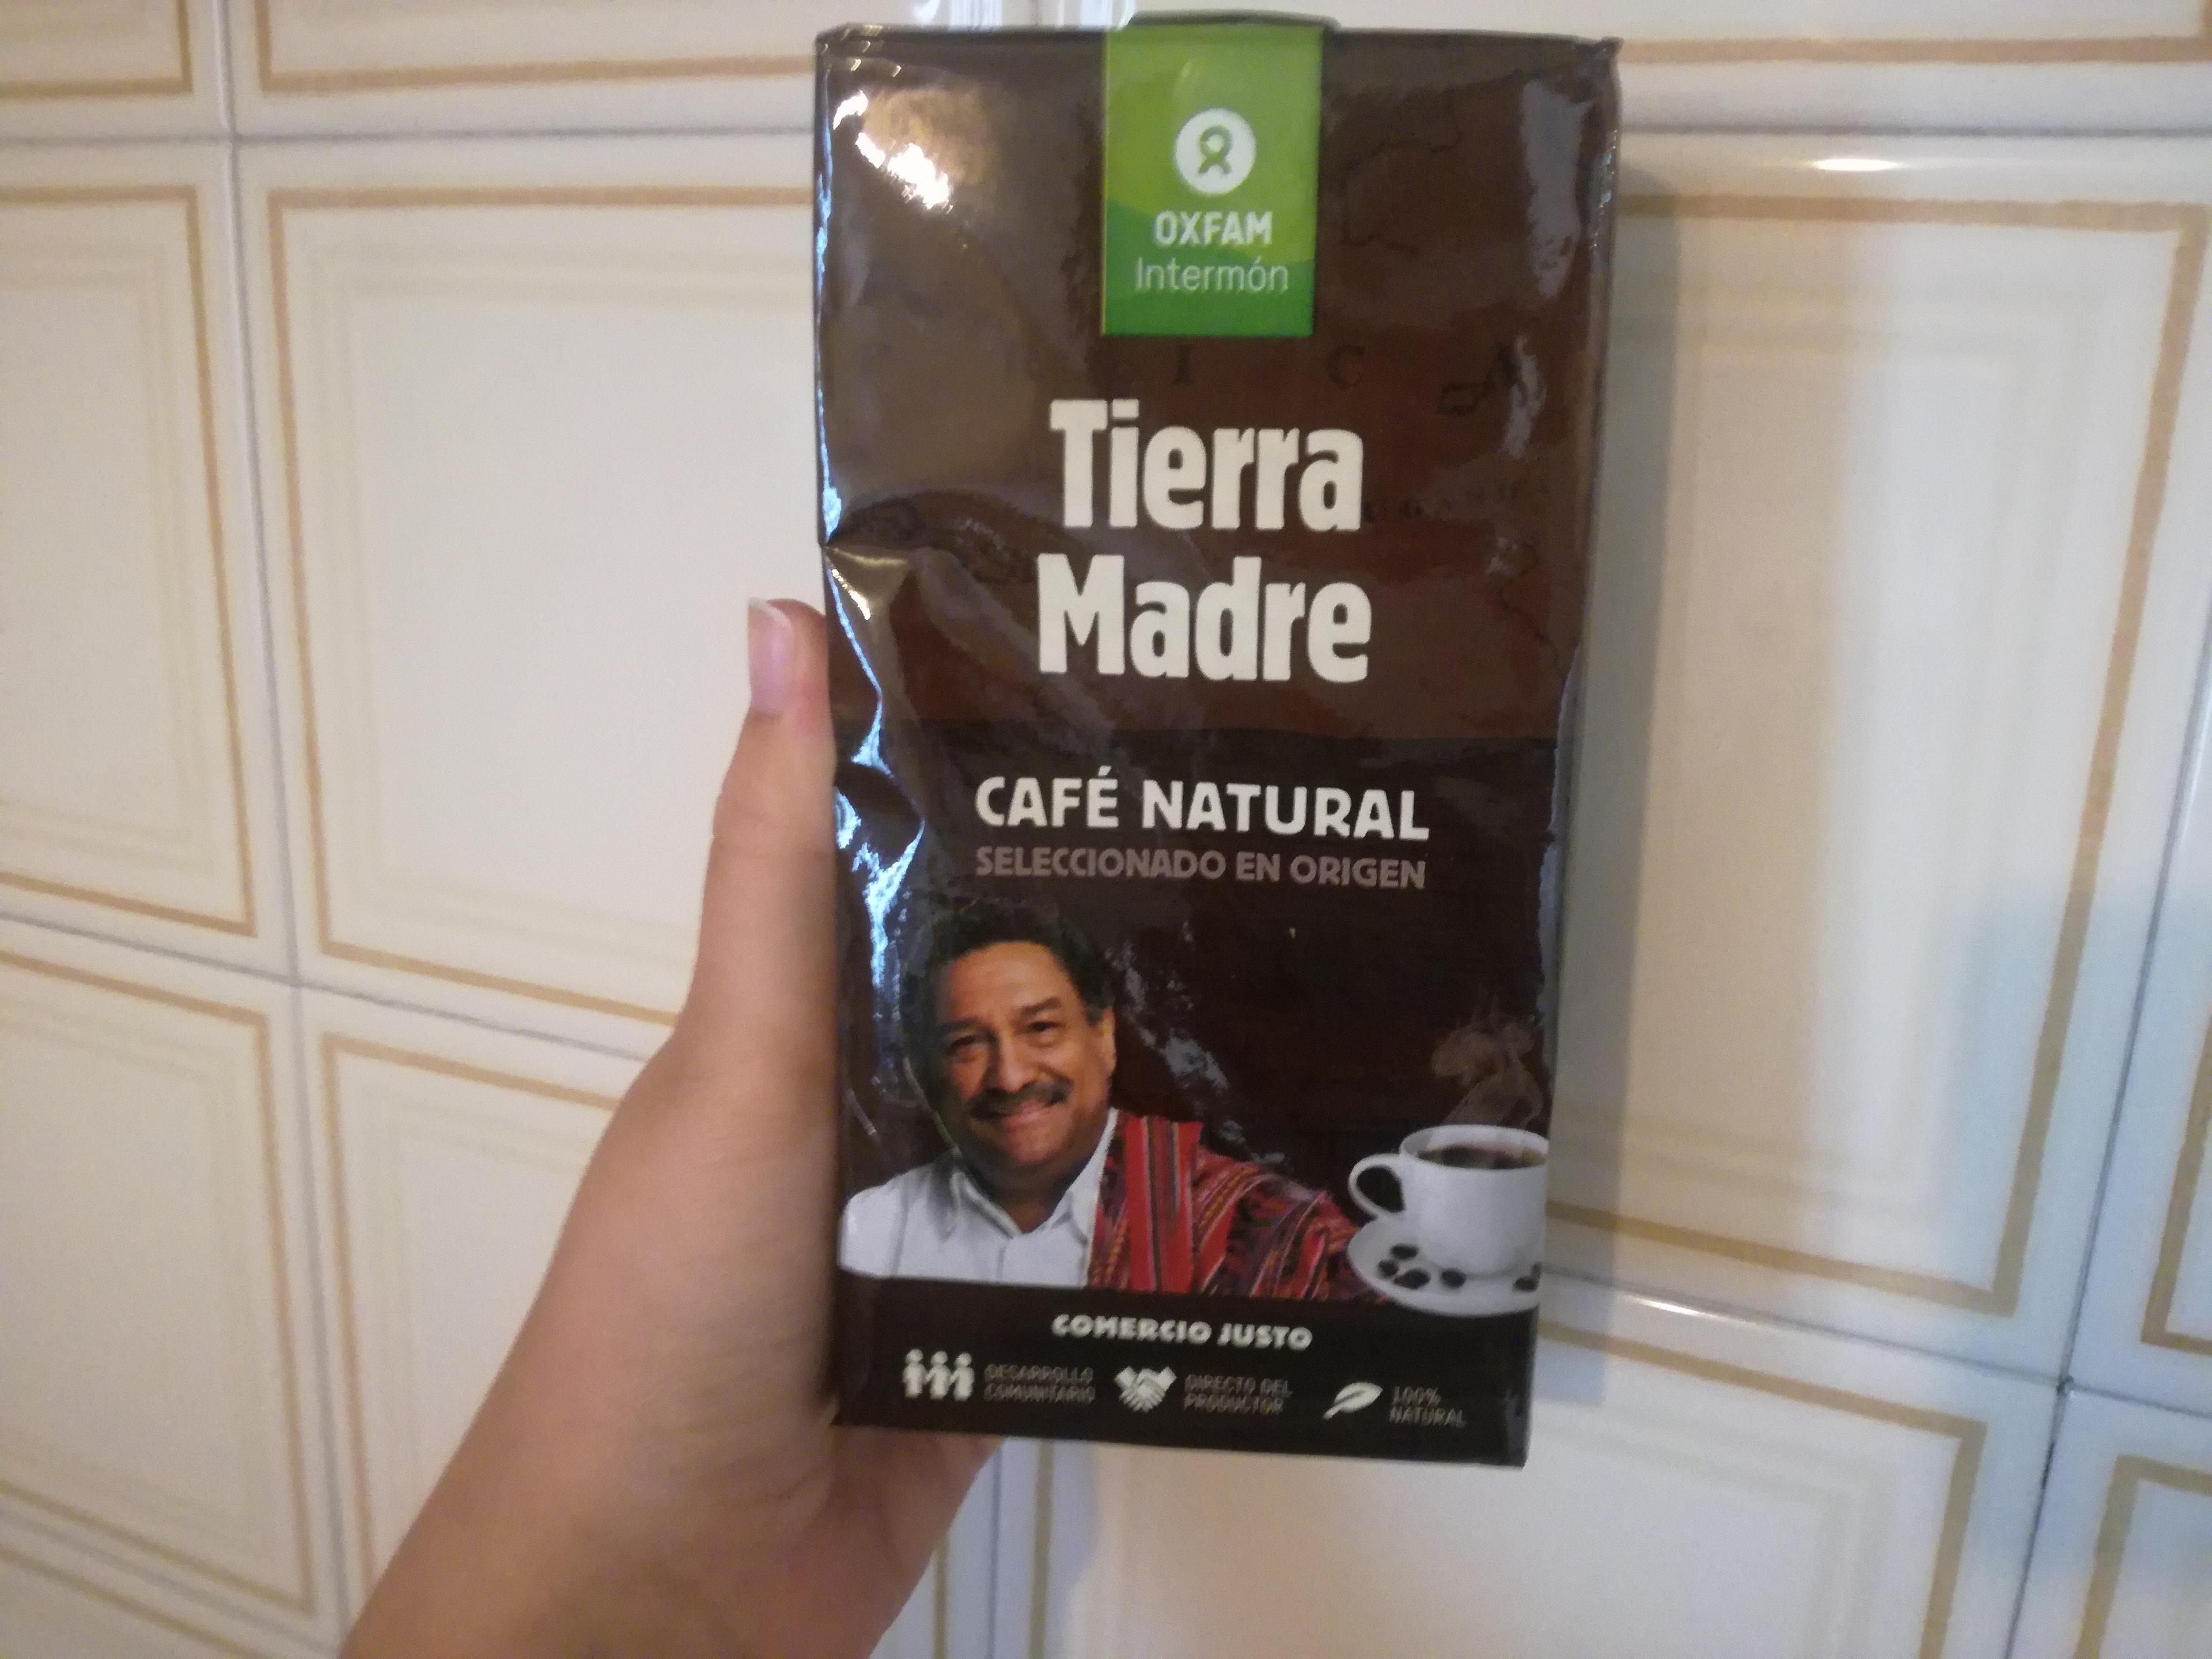 OXFAM
Intermón
I C A
Tierra
Madre
CAFÉ NATURAL
SELECCIONADO EN ORIGEN
COMERCIO JUSTO
DESARROLLO
COMUNITARIO
DIRECTO DEL
PRODUCTOR
100%
NATURAL